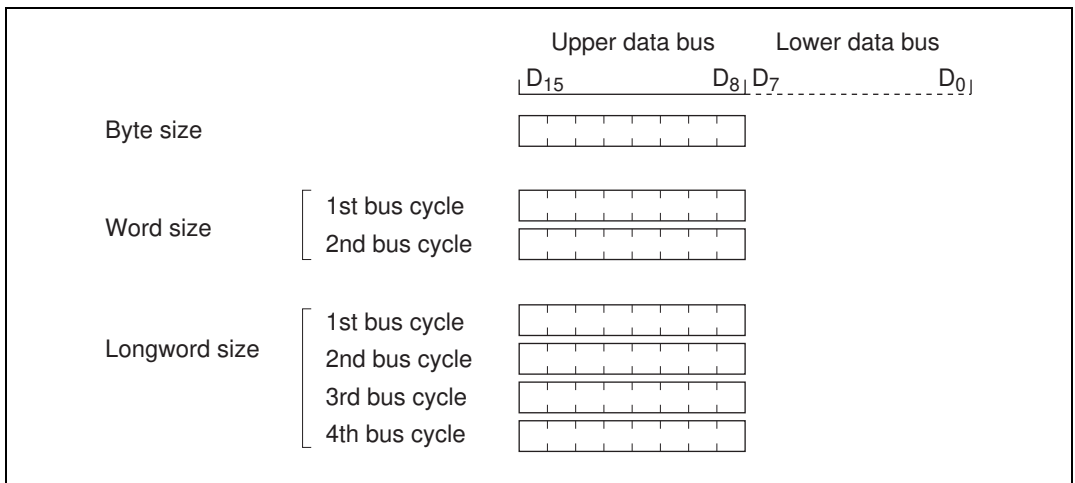 Upper data bus Lower data bus
D15 D8 D7 D0
Byte size
Word size
1st bus cycle
2nd bus cycle
Longword size
1st bus cycle
2nd bus cycle
3rd bus cycle
4th bus cycle